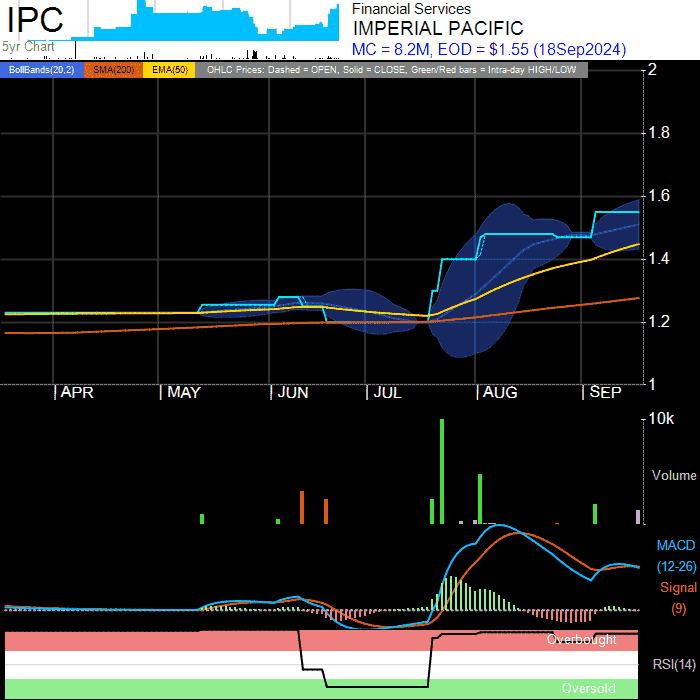 IPC
5yr Chart
Financial Services
IMPERIAL PACIFIC
MC = 8.2M, EOD = $1.55 (18Sep2024)
BollBands(20,2) SMA(200) EMA(50) OHLC Prices: Dashed = OPEN, Solid = CLOSE, Green/Red bars = Intra-day HIGH/LOW
2
1.8
1.6
1.4
1.2
1
APR MAY JUN JUL AUG SEP
10k
Volume
MACD
(12-26)
Signal
(9)
Overbought
RSI(14)
Oversold